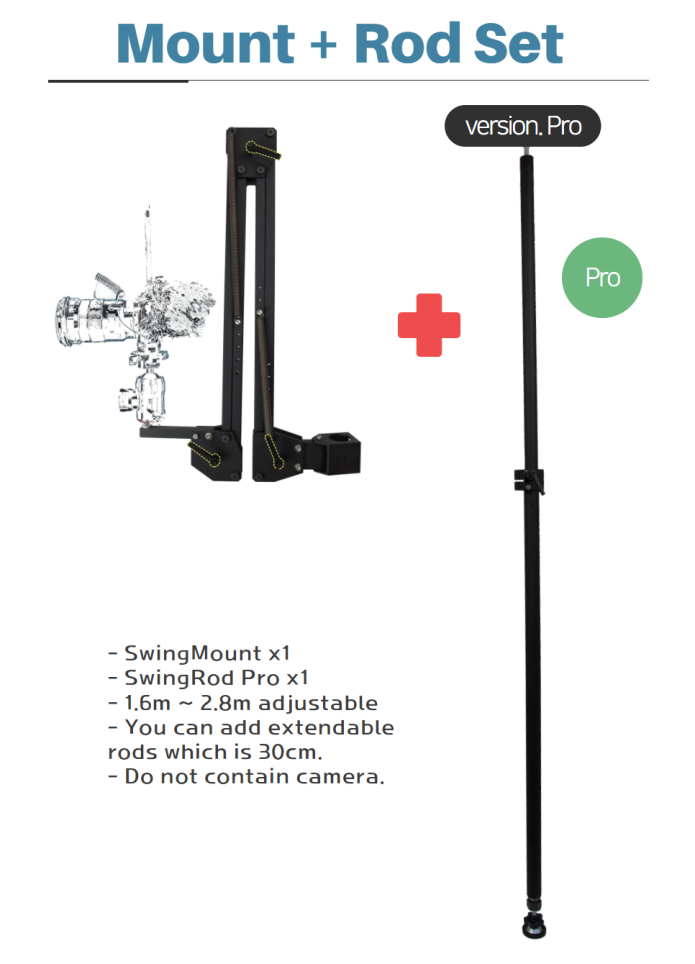 Mount + Rod Set
version. Pro
Pro
- SwingMount x1
- SwingRod Pro x1
- 1.6m ~ 2.8m adjustable
- You can add extendable
rods which is 30cm.
- Do not contain camera.